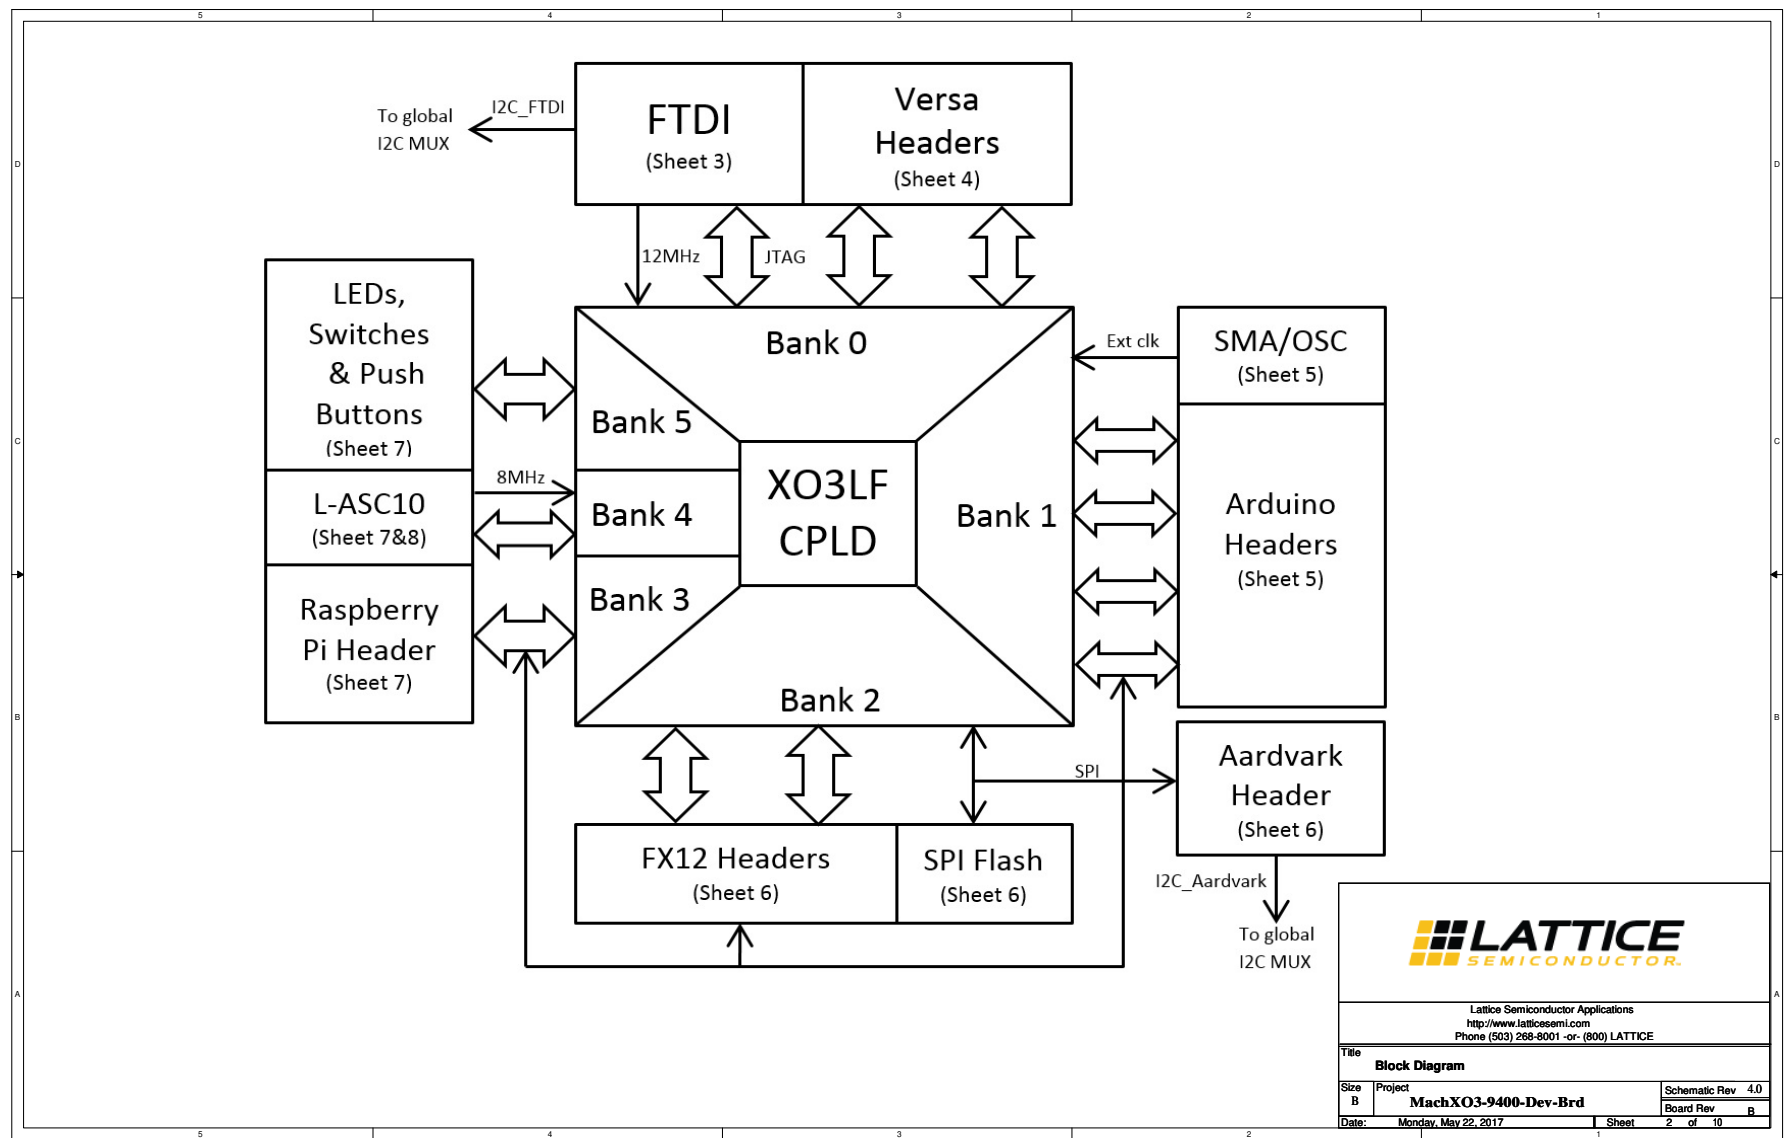 5 4 3 2 1
D
C
B
A
D
C
B
A
To global
I2C MUX
I2C_FTDI
FTDI
(Sheet 3)
Versa
Headers
(Sheet 4)
12MHz
JTAG
LEDs,
Switches
& Push
Buttons
(Sheet 7)
L-ASC10
(Sheet 7&8)
Raspberry
Pi Header
(Sheet 7)
8MHz
Bank 0
Bank 5
Bank 4
Bank 3
XO3LF
CPLD
Bank 1
Bank 2
Ext clk
SMA/OSC
(Sheet 5)
Arduino
Headers
(Sheet 5)
SPI
Aardvark
Header
(Sheet 6)
FX12 Headers
(Sheet 6)
SPI Flash
(Sheet 6)
I2C_Aardvark
To global
I2C MUX
LATTICE
SEMICONDUCTOR
Lattice Semiconductor Applications
http://www.latticesemi.com
Phone (503) 268-8001 -or- (800) LATTICE
Title
Block Diagram
Size Project Schematic Rev 4.0
B MachXO3-9400-Dev-Brd Board Rev B
Date: Monday, May 22, 2017 Sheet 2 of 10
5 4 3 2 1